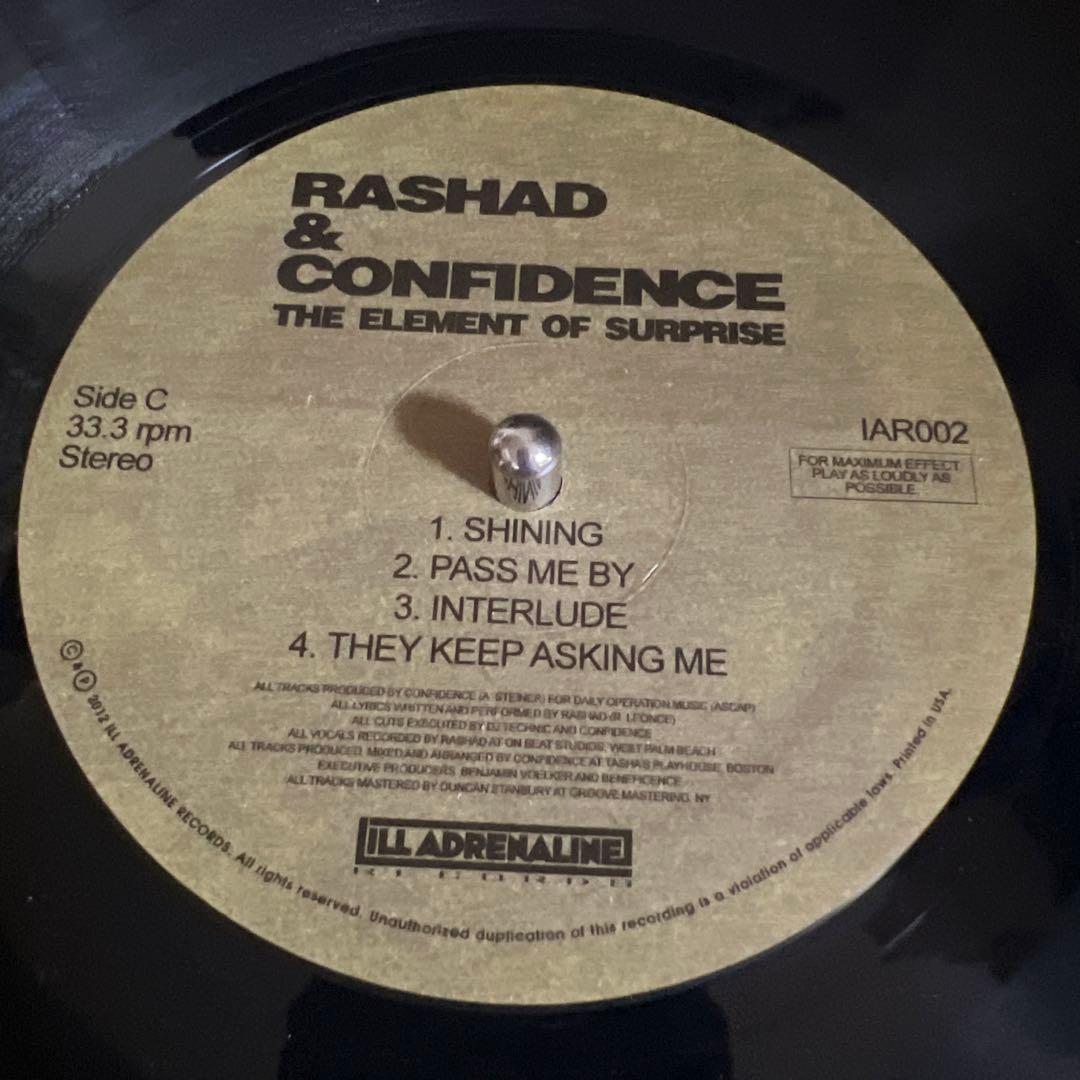 RASHAD
&
CONFIDENCE
THE ELEMENT OF SURPRISE
Side C
33.3 rpm
Stereo
IAR002
FOR MAXIMUM EFFECT
PLAY AS LOUDLY AS
POSSIBLE.
1. SHINING
2. PASS ME BY
3. INTERLUDE
4. THEY KEEP ASKING ME
ALL TRACKS PRODUCED BY CONFIDENCE (A. STEINER) FOR DAILY OPERATION MUSIC (ASCAP)
ALL LYRICS WRITTEN AND PERFORMED BY RASHAD (R. LEONCE)
ALL CUTS EXECUTED BY DJ TECHNIC AND CONFIDENCE
ALL VOCALS RECORDED BY RASHAD AT ON BEAT STUDIOS, WEST PALM BEACH
ALL TRACKS PRODUCED, MIXED AND ARRANGED BY CONFIDENCE AT TASHA'S PLAYHOUSE, BOSTON
EXECUTIVE PRODUCERS: BENJAMIN VOELKER AND BENEFICENCE
ALL TRACKS MASTERED BY DUNCAN STANBURY AT GROOVE MASTERING, NY
ILL ADRENALINE
RECORDS
© & ℗ 2012 ILL ADRENALINE RECORDS. All rights reserved. Unauthorized duplication of this recording is a violation of applicable laws. Printed in USA.